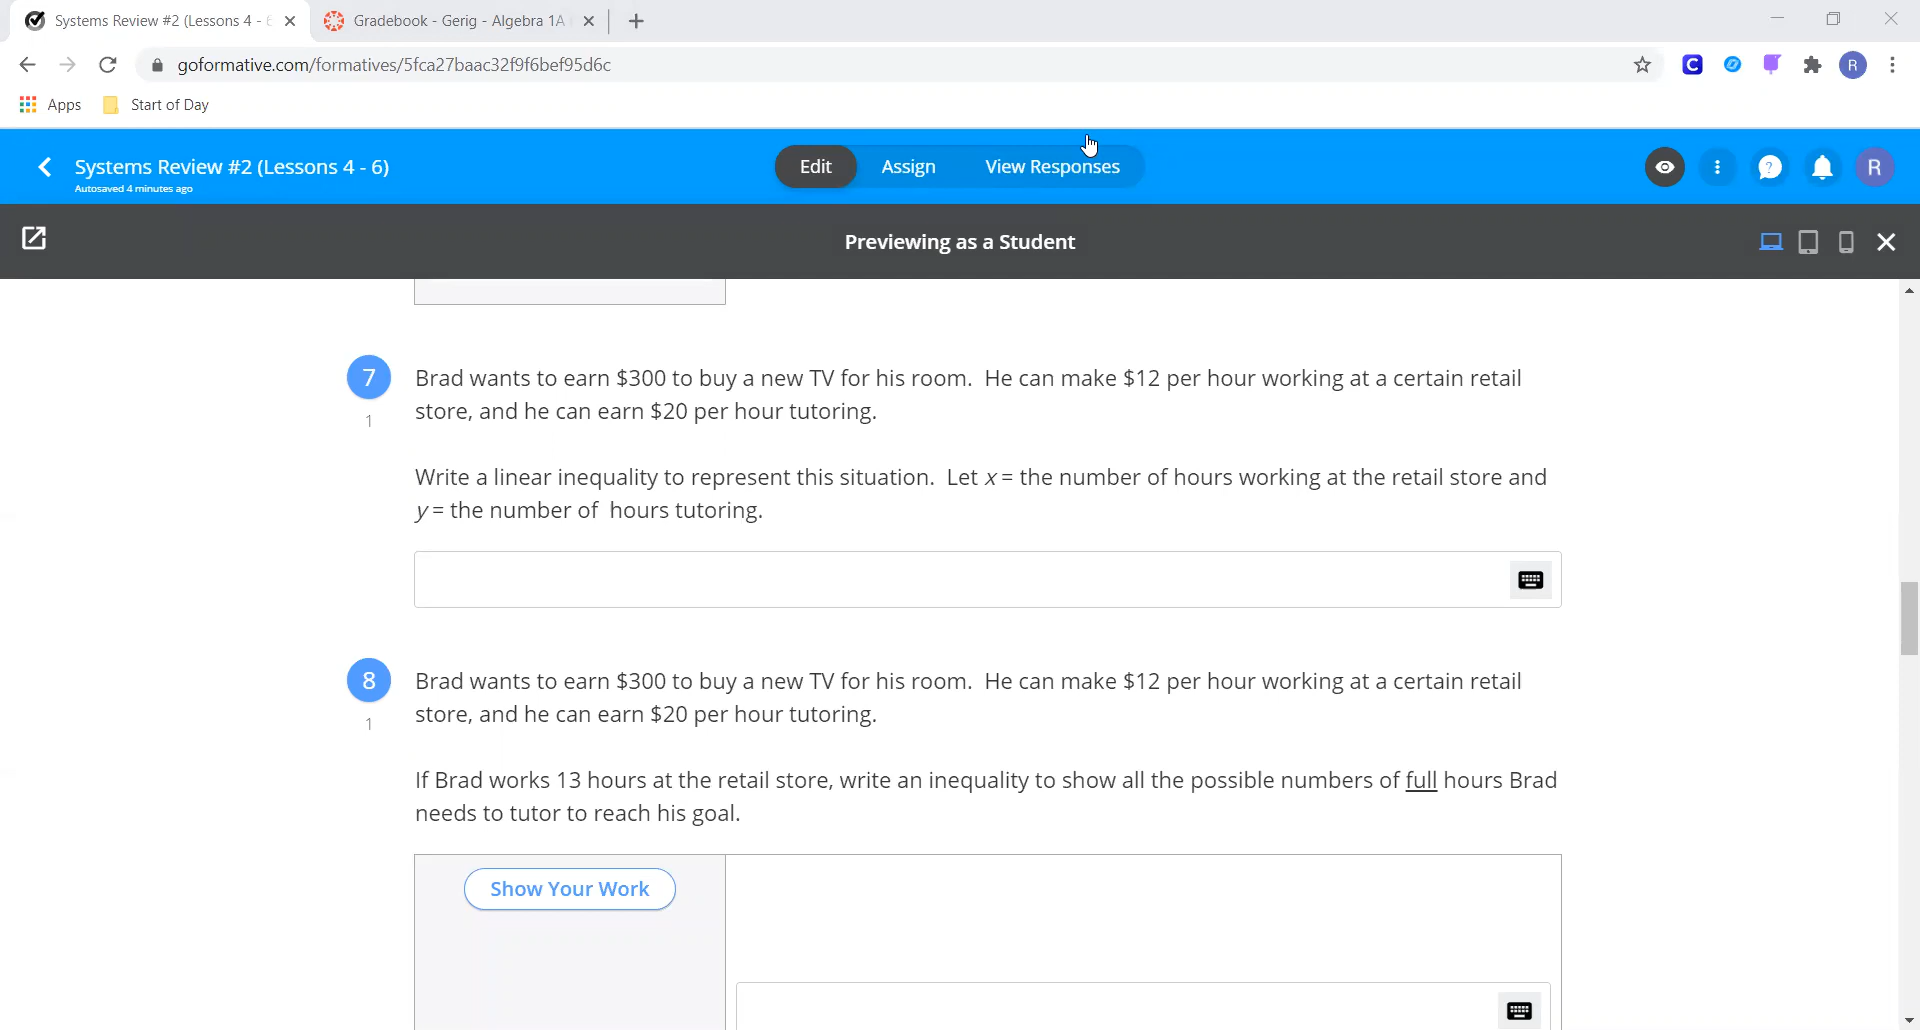 Systems Review #2 (Lessons 4 - 6
Gradebook - Gerig - Algebra 1A
goformative.com/formatives/5fca27baac32f9f6bef95d6c
C
R
Apps
Start of Day
Systems Review #2 (Lessons 4 - 6)
Autosaved 4 minutes ago
Edit
Assign
View Responses
?
R
Previewing as a Student
7
1
Brad wants to earn $300 to buy a new TV for his room. He can make $12 per hour working at a certain retail
store, and he can earn $20 per hour tutoring.
Write a linear inequality to represent this situation. Let x = the number of hours working at the retail store and
y = the number of hours tutoring.
8
1
Brad wants to earn $300 to buy a new TV for his room. He can make $12 per hour working at a certain retail
store, and he can earn $20 per hour tutoring.
If Brad works 13 hours at the retail store, write an inequality to show all the possible numbers of full hours Brad
needs to tutor to reach his goal.
Show Your Work